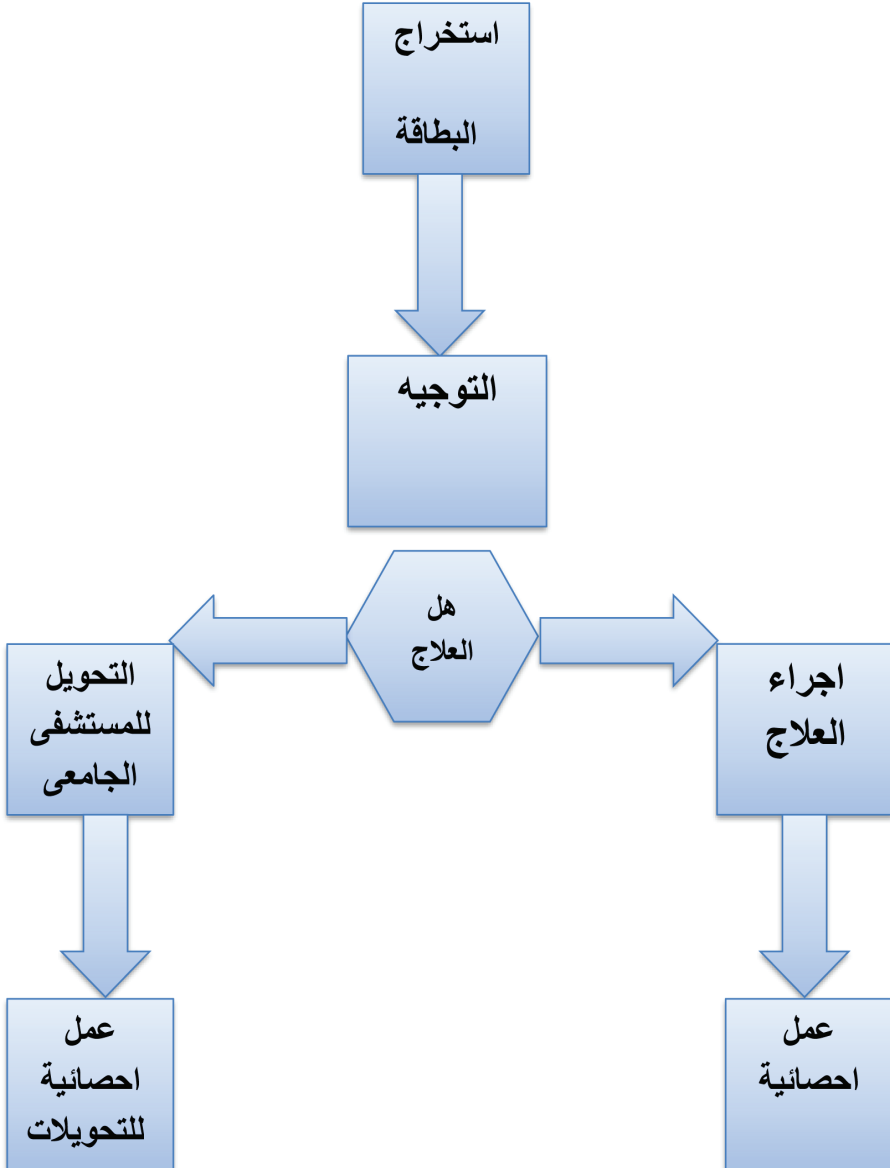 استخراج
البطاقة
التوجيه
هل
العلاج
اجراء
العلاج
التحويل
للمستشفى
الجامعى
عمل
احصائية
عمل
احصائية
للتحويلات